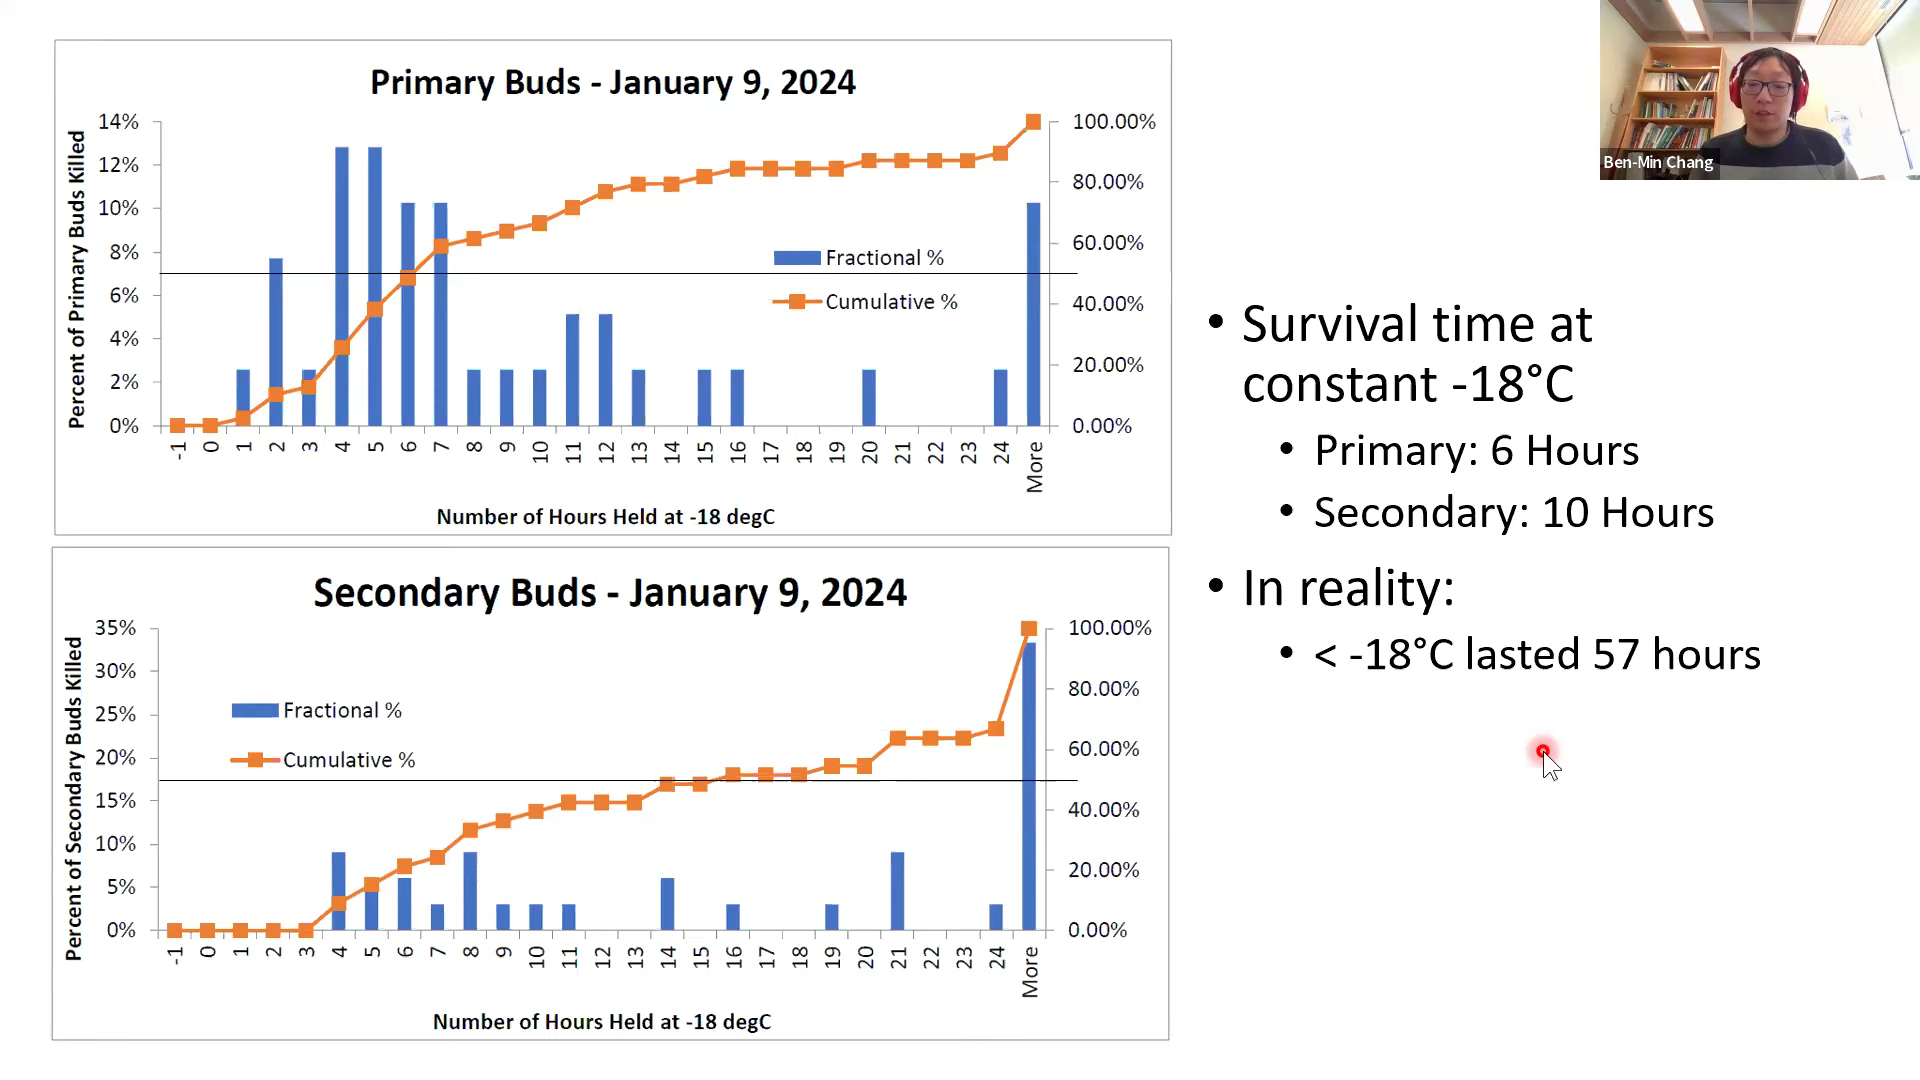 Primary Buds - January 9, 2024
Percent of Primary Buds Killed
14%
12%
10%
8%
6%
4%
2%
0%
100.00%
80.00%
60.00%
40.00%
20.00%
0.00%
Fractional %
Cumulative %
-1 0 1 2 3 4 5 6 7 8 9 10 11 12 13 14 15 16 17 18 19 20 21 22 23 24 More
Number of Hours Held at -18 degC
Secondary Buds - January 9, 2024
Percent of Secondary Buds Killed
35%
30%
25%
20%
15%
10%
5%
0%
100.00%
80.00%
60.00%
40.00%
20.00%
0.00%
Fractional %
Cumulative %
-1 0 1 2 3 4 5 6 7 8 9 10 11 12 13 14 15 16 17 18 19 20 21 22 23 24 More
Number of Hours Held at -18 degC
• Survival time at
constant -18°C
• Primary: 6 Hours
• Secondary: 10 Hours
• In reality:
• < -18°C lasted 57 hours
Ben-Min Chang